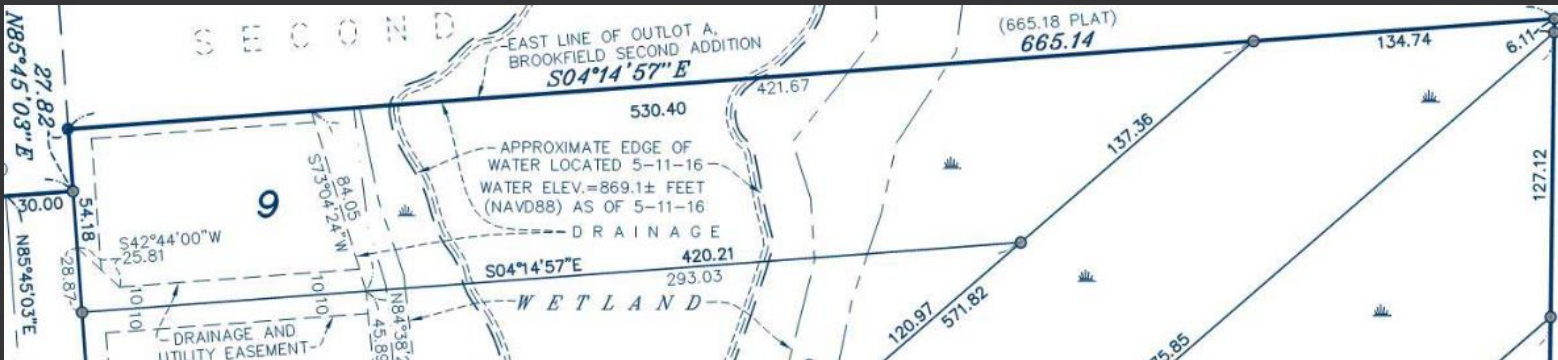 S E C O N D
EAST LINE OF OUTLOT A,
BROOKFIELD SECOND ADDITION
S04°14'57"E
(665.18 PLAT)
665.14
134.74
6.11
421.67
530.40
N85°45'03"E
27.82
137.36
127.12
APPROXIMATE EDGE OF
WATER LOCATED 5-11-16
WATER ELEV.=869.1± FEET
(NAVD88) AS OF 5-11-16
DRAINAGE
9
84.05
S73°04'24"W
30.00
54.18
S42°44'00"W
25.81
N85°45'03"E
28.87
S04°14'57"E
420.21
293.03
WETLAND
10 10
10 10
N84°38'
45.89
120.97
571.82
75.85
DRAINAGE AND
UTILITY EASEMENT